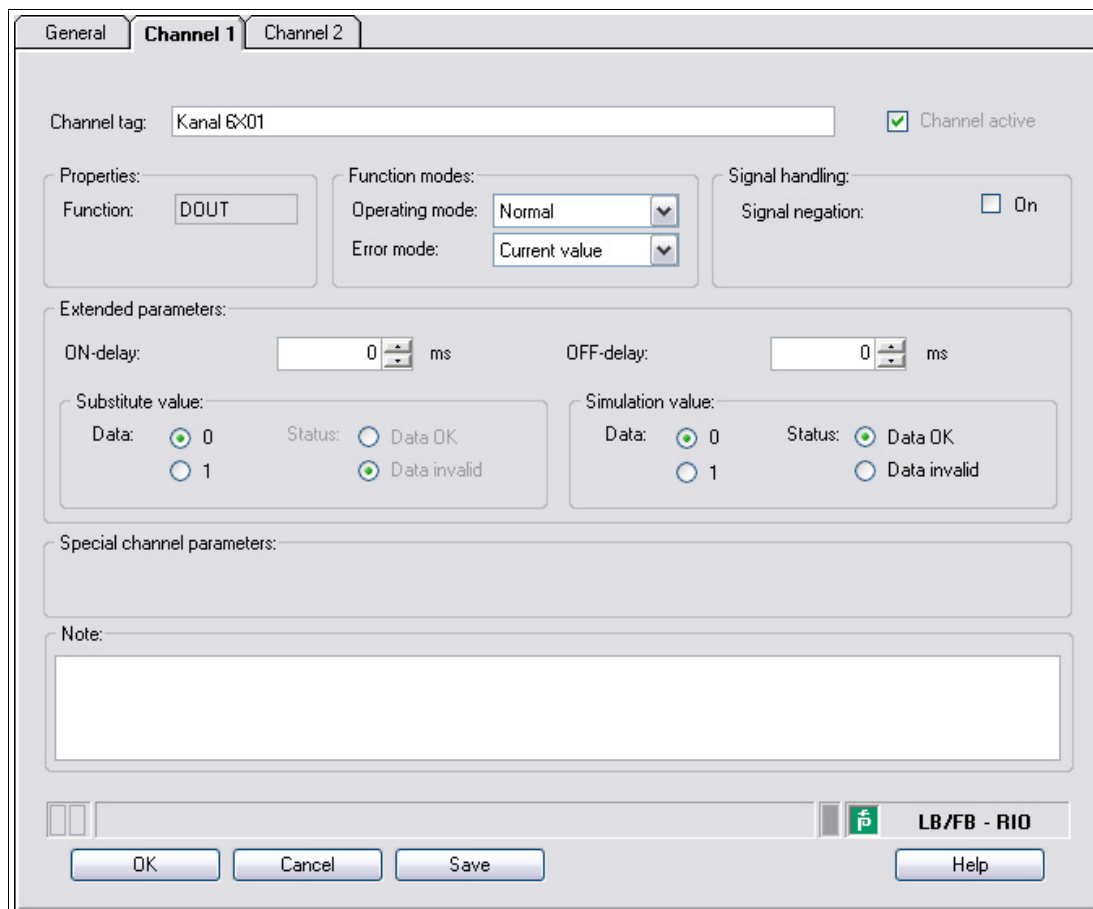 General Channel 1 Channel 2
Channel tag: Kanal 6X01 Channel active
Properties: Function modes: Signal handling:
Function: DOUT Operating mode: Normal Signal negation: On
Error mode: Current value
Extended parameters:
ON-delay: 0 ms OFF-delay: 0 ms
Substitute value: Simulation value:
Data: 0 Status: Data OK Data: 0 Status: Data OK
1 Data invalid 1 Data invalid
Special channel parameters:
Note:
LB/FB - RIO
OK Cancel Save Help